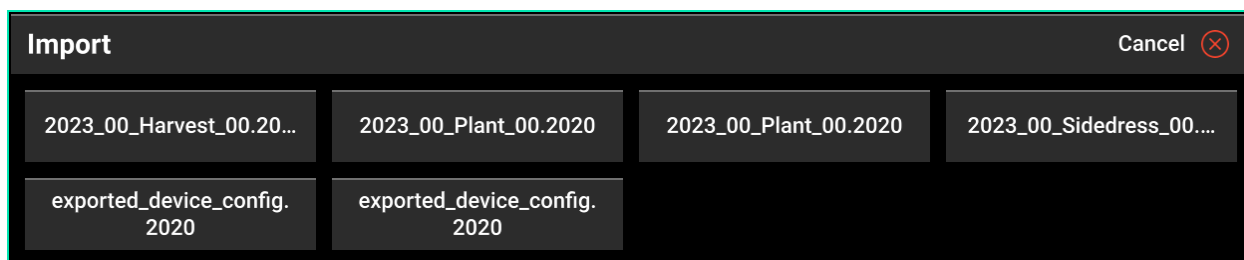 Import
Cancel
2023_00_Harvest_00.20...
2023_00_Plant_00.2020
2023_00_Plant_00.2020
2023_00_Sidedress_00....
exported_device_config.
2020
exported_device_config.
2020